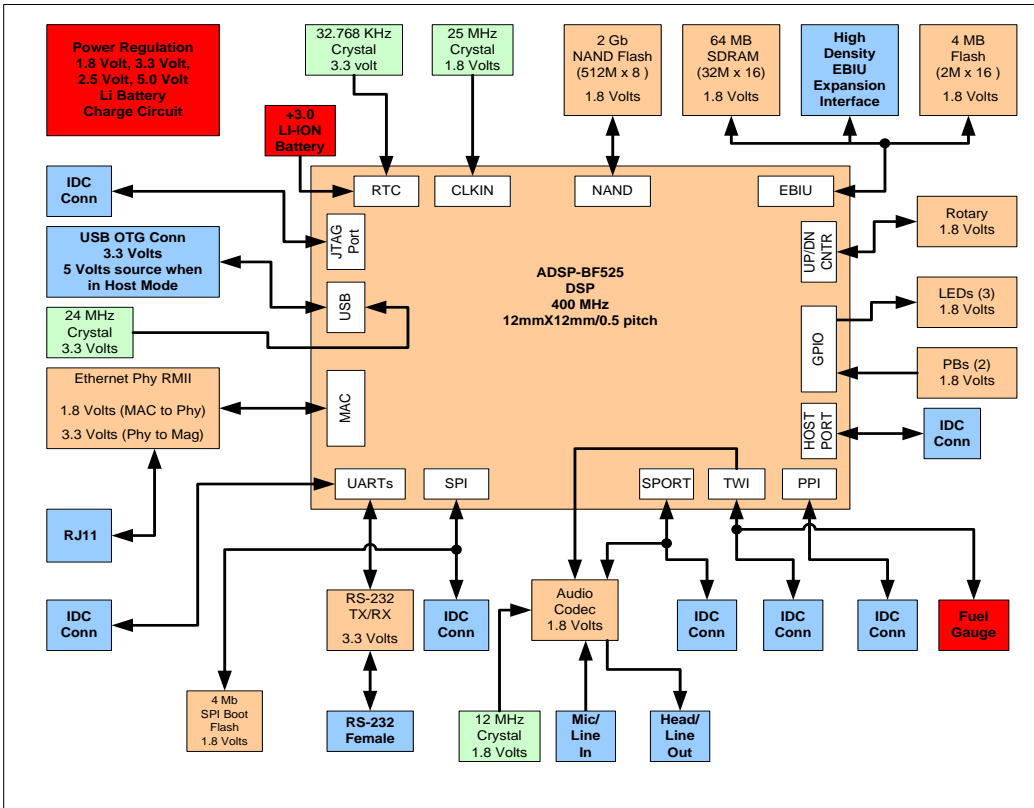 Power Regulation
1.8 Volt, 3.3 Volt,
2.5 Volt, 5.0 Volt
Li Battery
Charge Circuit
32.768 KHz
Crystal
3.3 volt
25 MHz
Crystal
1.8 Volts
2 Gb
NAND Flash
(512M x 8 )
1.8 Volts
64 MB
SDRAM
(32M x 16)
1.8 Volts
High
Density
EBIU
Expansion
Interface
4 MB
Flash
(2M x 16 )
1.8 Volts
+3.0
LI-ION
Battery
IDC
Conn
RTC
CLKIN
NAND
EBIU
JTAG
Port
USB OTG Conn
3.3 Volts
5 Volts source when
in Host Mode
USB
24 MHz
Crystal
3.3 Volts
ADSP-BF525
DSP
400 MHz
12mmX12mm/0.5 pitch
UP/DN
CNTR
Rotary
1.8 Volts
GPIO
LEDs (3)
1.8 Volts
PBs (2)
1.8 Volts
Ethernet Phy RMII
1.8 Volts (MAC to Phy)
3.3 Volts (Phy to Mag)
MAC
HOST
PORT
IDC
Conn
UARTs
SPI
SPORT
TWI
PPI
RJ11
IDC
Conn
RS-232
TX/RX
3.3 Volts
IDC
Conn
Audio
Codec
1.8 Volts
IDC
Conn
IDC
Conn
IDC
Conn
Fuel
Gauge
4 Mb
SPI Boot
Flash
1.8 Volts
RS-232
Female
12 MHz
Crystal
1.8 Volts
Mic/
Line
In
Head/
Line
Out